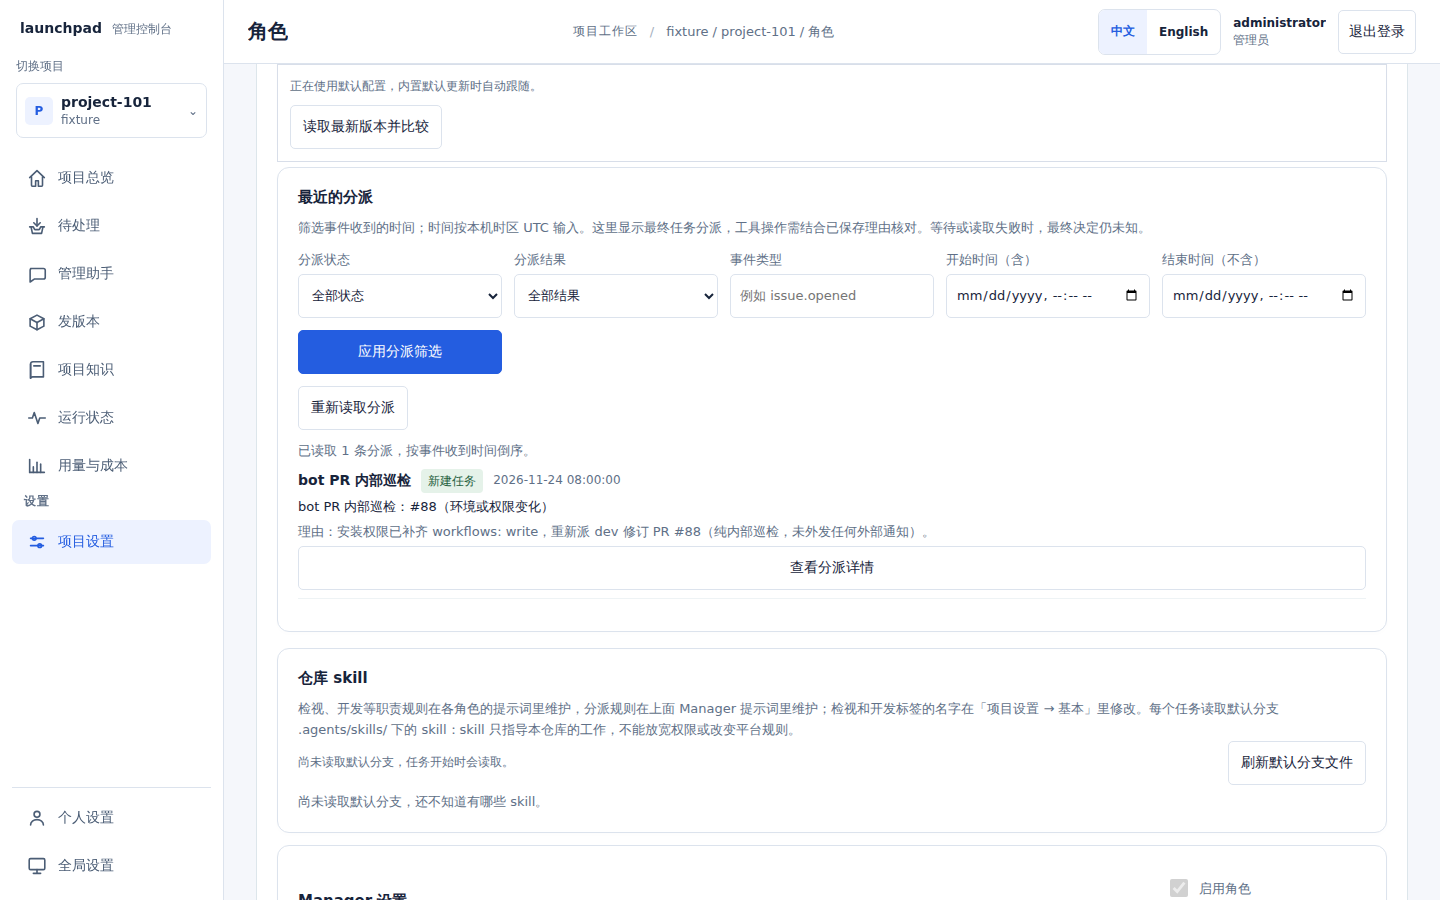 launchpad 管理控制台
切换项目
P
project-101
fixture
项目总览
待处理
管理助手
发版本
项目知识
运行状态
用量与成本
设置
项目设置
个人设置
全局设置
角色
项目工作区 / fixture / project-101 / 角色
中文 English
administrator
管理员
退出登录
正在使用默认配置，内置默认更新时自动跟随。
读取最新版本并比较
最近的分派
筛选事件收到的时间；时间按本机时区 UTC 输入。这里显示最终任务分派，工具操作需结合已保存理由核对。等待或读取失败时，最终决定仍未知。
分派状态 分派结果 事件类型 开始时间（含） 结束时间（不含）
全部状态 全部结果 例如 issue.opened mm/dd/yyyy, --:-- -- mm/dd/yyyy, --:-- --
应用分派筛选
重新读取分派
已读取 1 条分派，按事件收到时间倒序。
bot PR 内部巡检 新建任务 2026-11-24 08:00:00
bot PR 内部巡检：#88（环境或权限变化）
理由：安装权限已补齐 workflows: write，重新派 dev 修订 PR #88（纯内部巡检，未外发任何外部通知）。
查看分派详情
仓库 skill
检视、开发等职责规则在各角色的提示词里维护，分派规则在上面 Manager 提示词里维护；检视和开发标签的名字在「项目设置 → 基本」里修改。每个任务读取默认分支
.agents/skills/ 下的 skill：skill 只指导本仓库的工作，不能放宽权限或改变平台规则。
尚未读取默认分支，任务开始时会读取。
刷新默认分支文件
尚未读取默认分支，还不知道有哪些 skill。
Manager 设置
启用角色